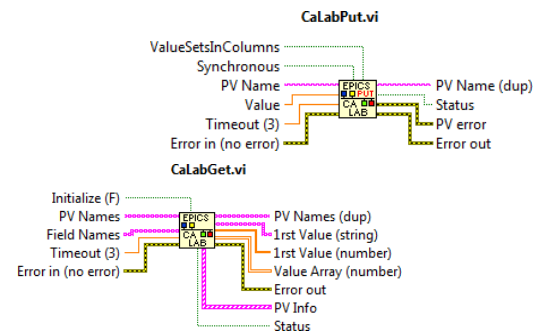 CaLabPut.vi
ValueSetsInColumns
Synchronous
PV Name
Value
Timeout (3)
Error in (no error)
EPICS
PUT
CA
LAB
PV Name (dup)
Status
PV error
Error out
CaLabGet.vi
Initialize (F)
PV Names
Field Names
Timeout (3)
Error in (no error)
EPICS
CA
LAB
PV Names (dup)
1rst Value (string)
1rst Value (number)
Value Array (number)
Error out
PV Info
Status